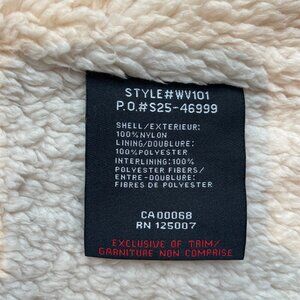 STYLE#WV101
P.O.#S25-46999
SHELL/EXTERIEUR:
100%NYLON
LINING/DOUBLURE:
100%POLYESTER
INTERLINING:100%
POLYESTER FIBERS/
ENTRE-DOUBLURE:
FIBRES DE POLYESTER
CA00068
RN 125007
EXCLUSIVE OF TRIM/
GARNITURE NON COMPRISE